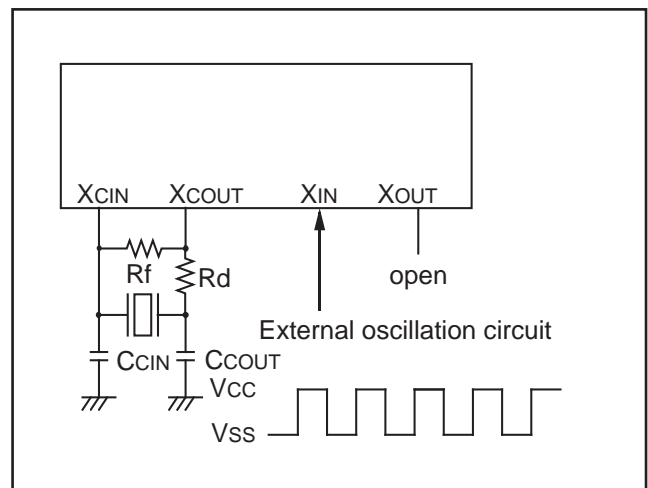 XCIN XCOUT XIN XOUT
Rf Rd open
External oscillation circuit
CCIN CCOUT
VCC
VSS